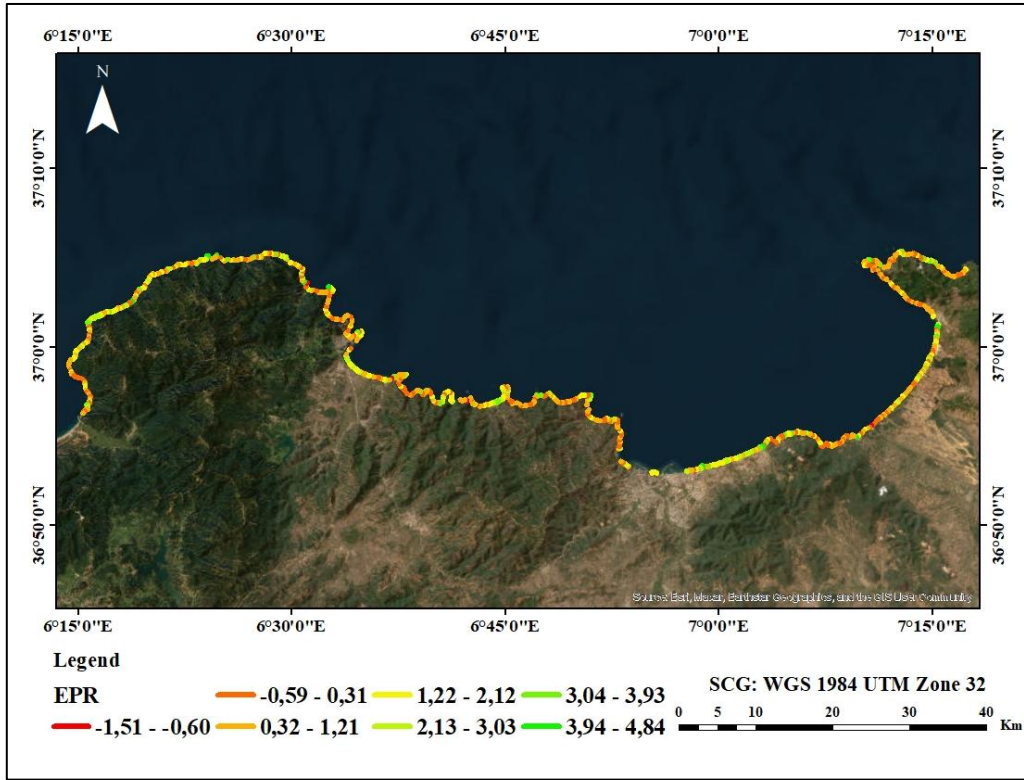 6°15'0"E 6°30'0"E 6°45'0"E 7°0'0"E 7°15'0"E
N
37°10'0"N 37°10'0"N
37°0'0"N 37°0'0"N
36°50'0"N 36°50'0"N
Source: Esri, Maxar, Earthstar Geographics, and the GIS User Community
6°15'0"E 6°30'0"E 6°45'0"E 7°0'0"E 7°15'0"E
Legend
EPR -0,59 - 0,31 1,22 - 2,12 3,04 - 3,93
-1,51 - -0,60 0,32 - 1,21 2,13 - 3,03 3,94 - 4,84
SCG: WGS 1984 UTM Zone 32
0 5 10 20 30 40
Km